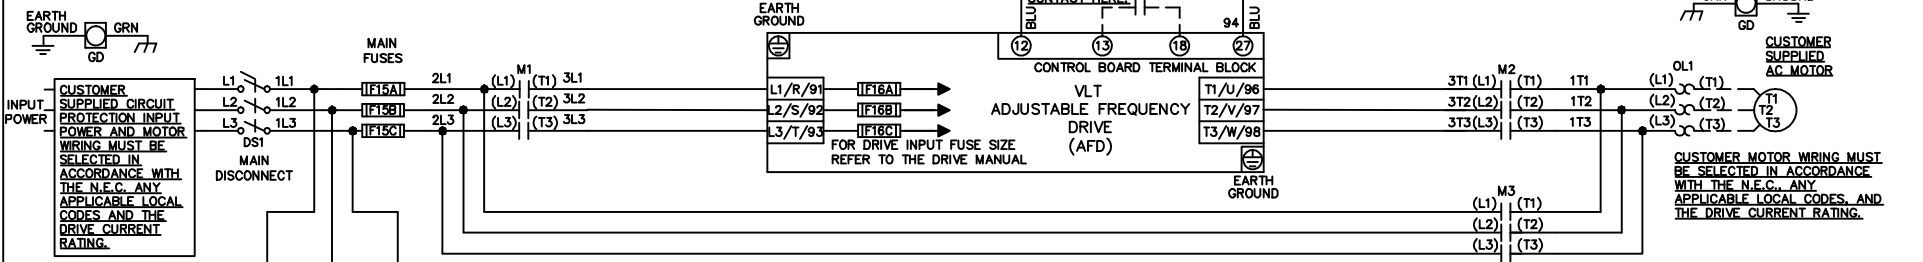 EARTH
GROUND
GRN
GD
INPUT
POWER
CUSTOMER
SUPPLIED CIRCUIT
PROTECTION INPUT
POWER AND MOTOR
WIRING MUST BE
SELECTED IN
ACCORDANCE WITH
THE N.E.C. ANY
APPLICABLE LOCAL
CODES AND THE
DRIVE CURRENT
RATING.
L1 1L1
L2 1L2
L3 1L3
DS1
MAIN
DISCONNECT
MAIN
FUSES
F15A
F15B
F15C
2L1
2L2
2L3
M1
(L1) (T1) 3L1
(L2) (T2) 3L2
(L3) (T3) 3L3
EARTH
GROUND
BLU
94
BLU
12 13 18 27
CONTROL BOARD TERMINAL BLOCK
L1/R/91
L2/S/92
L3/T/93
F16A
F16B
F16C
FOR DRIVE INPUT FUSE SIZE
REFER TO THE DRIVE MANUAL
VLT
ADJUSTABLE FREQUENCY
DRIVE
(AFD)
T1/U/96
T2/V/97
T3/W/98
EARTH
GROUND
M2
3T1 (L1) (T1) 1T1
3T2 (L2) (T2) 1T2
3T3 (L3) (T3) 1T3
M3
(L1) (T1)
(L2) (T2)
(L3) (T3)
OL1
(L1) (T1)
(L2) (T2)
(L3) (T3)
T1
T2
T3
GD
CUSTOMER
SUPPLIED
AC MOTOR
CUSTOMER MOTOR WIRING MUST
BE SELECTED IN ACCORDANCE
WITH THE N.E.C., ANY
APPLICABLE LOCAL CODES, AND
THE DRIVE CURRENT RATING.